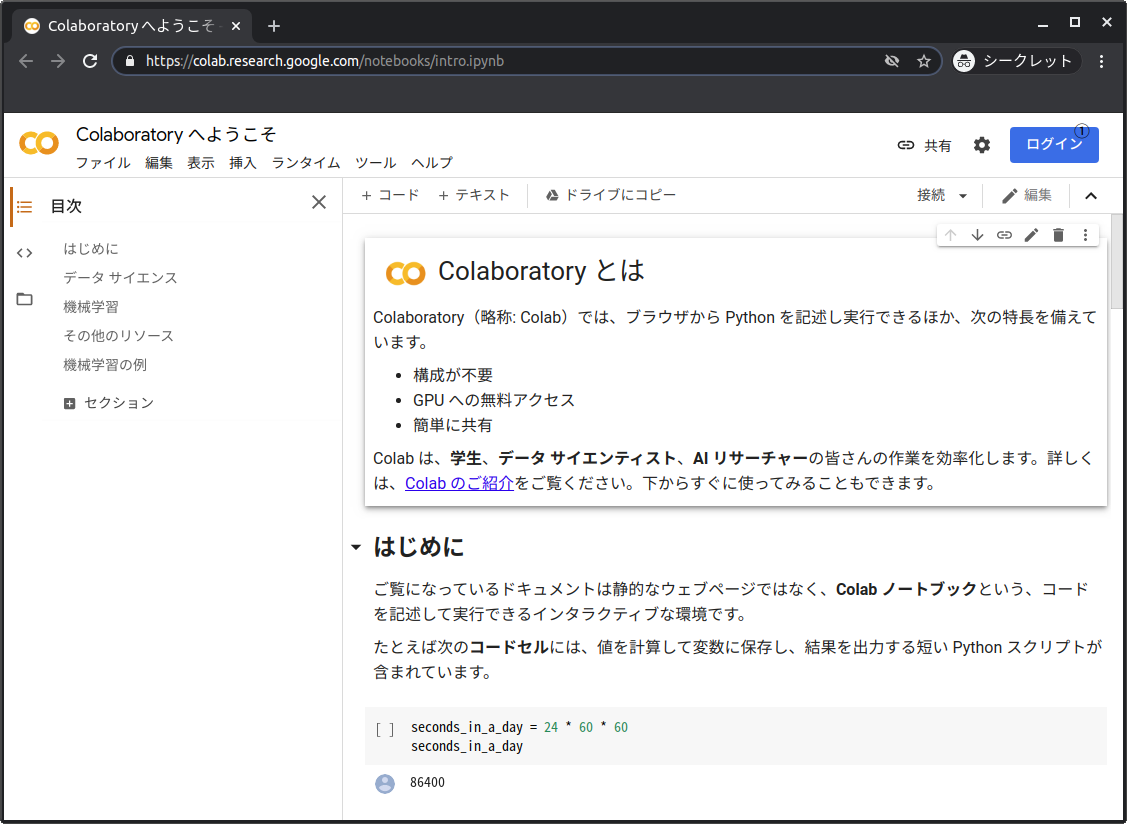 Colaboratory へようこそ
https://colab.research.google.com/notebooks/intro.ipynb
シークレット
Colaboratory へようこそ
ファイル 編集 表示 挿入 ランタイム ツール ヘルプ
共有
ログイン
1
目次
はじめに
データ サイエンス
機械学習
その他のリソース
機械学習の例
セクション
+ コード + テキスト ドライブにコピー
接続
編集
Colaboratory とは
Colaboratory（略称: Colab）では、ブラウザから Python を記述し実行できるほか、次の特長を備えて
います。
• 構成が不要
• GPU への無料アクセス
• 簡単に共有
Colab は、学生、データ サイエンティスト、AI リサーチャーの皆さんの作業を効率化します。詳しく
は、Colab のご紹介をご覧ください。下からすぐに使ってみることもできます。
はじめに
ご覧になっているドキュメントは静的なウェブページではなく、Colab ノートブックという、コード
を記述して実行できるインタラクティブな環境です。
たとえば次のコードセルには、値を計算して変数に保存し、結果を出力する短い Python スクリプトが
含まれています。
[ ] seconds_in_a_day = 24 * 60 * 60
seconds_in_a_day
86400